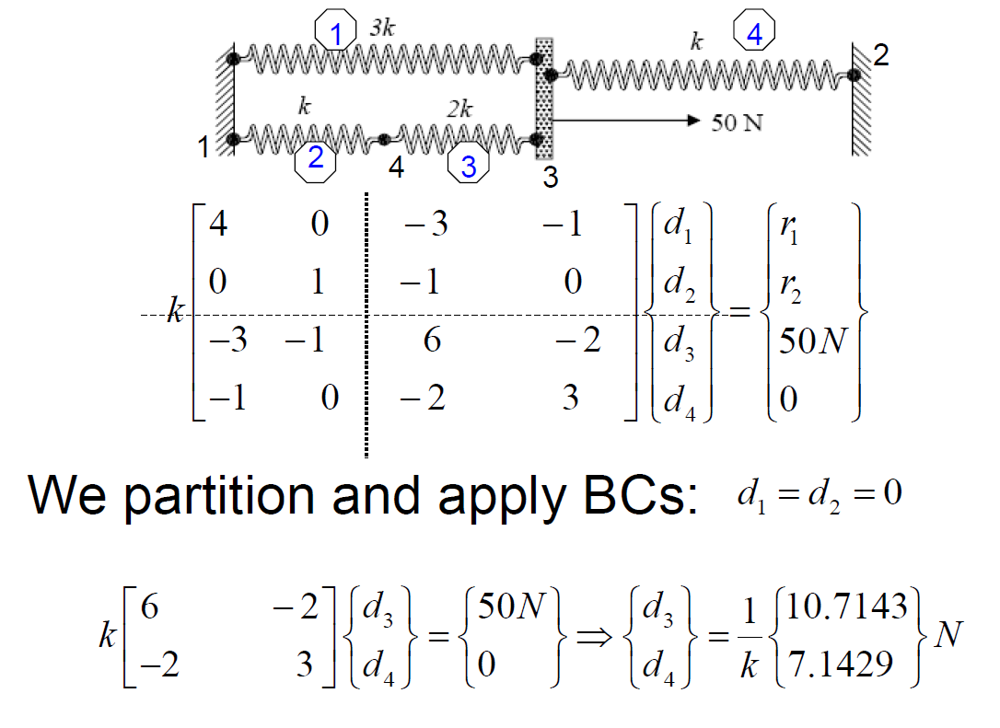 1 3k k 4 2
k 2k 50 N
1 2 4 3 3
k [ 4 0 −3 −1 ] { d₁ } = { r₁ }
0 1 −1 0 d₂ r₂
−3 −1 6 −2 d₃ 50N
−1 0 −2 3 d₄ 0
We partition and apply BCs: d₁ = d₂ = 0
k [ 6 −2 ] { d₃ } = { 50N } ⇒ { d₃ } = 1/k { 10.7143 } N
−2 3 d₄ 0 d₄ 7.1429